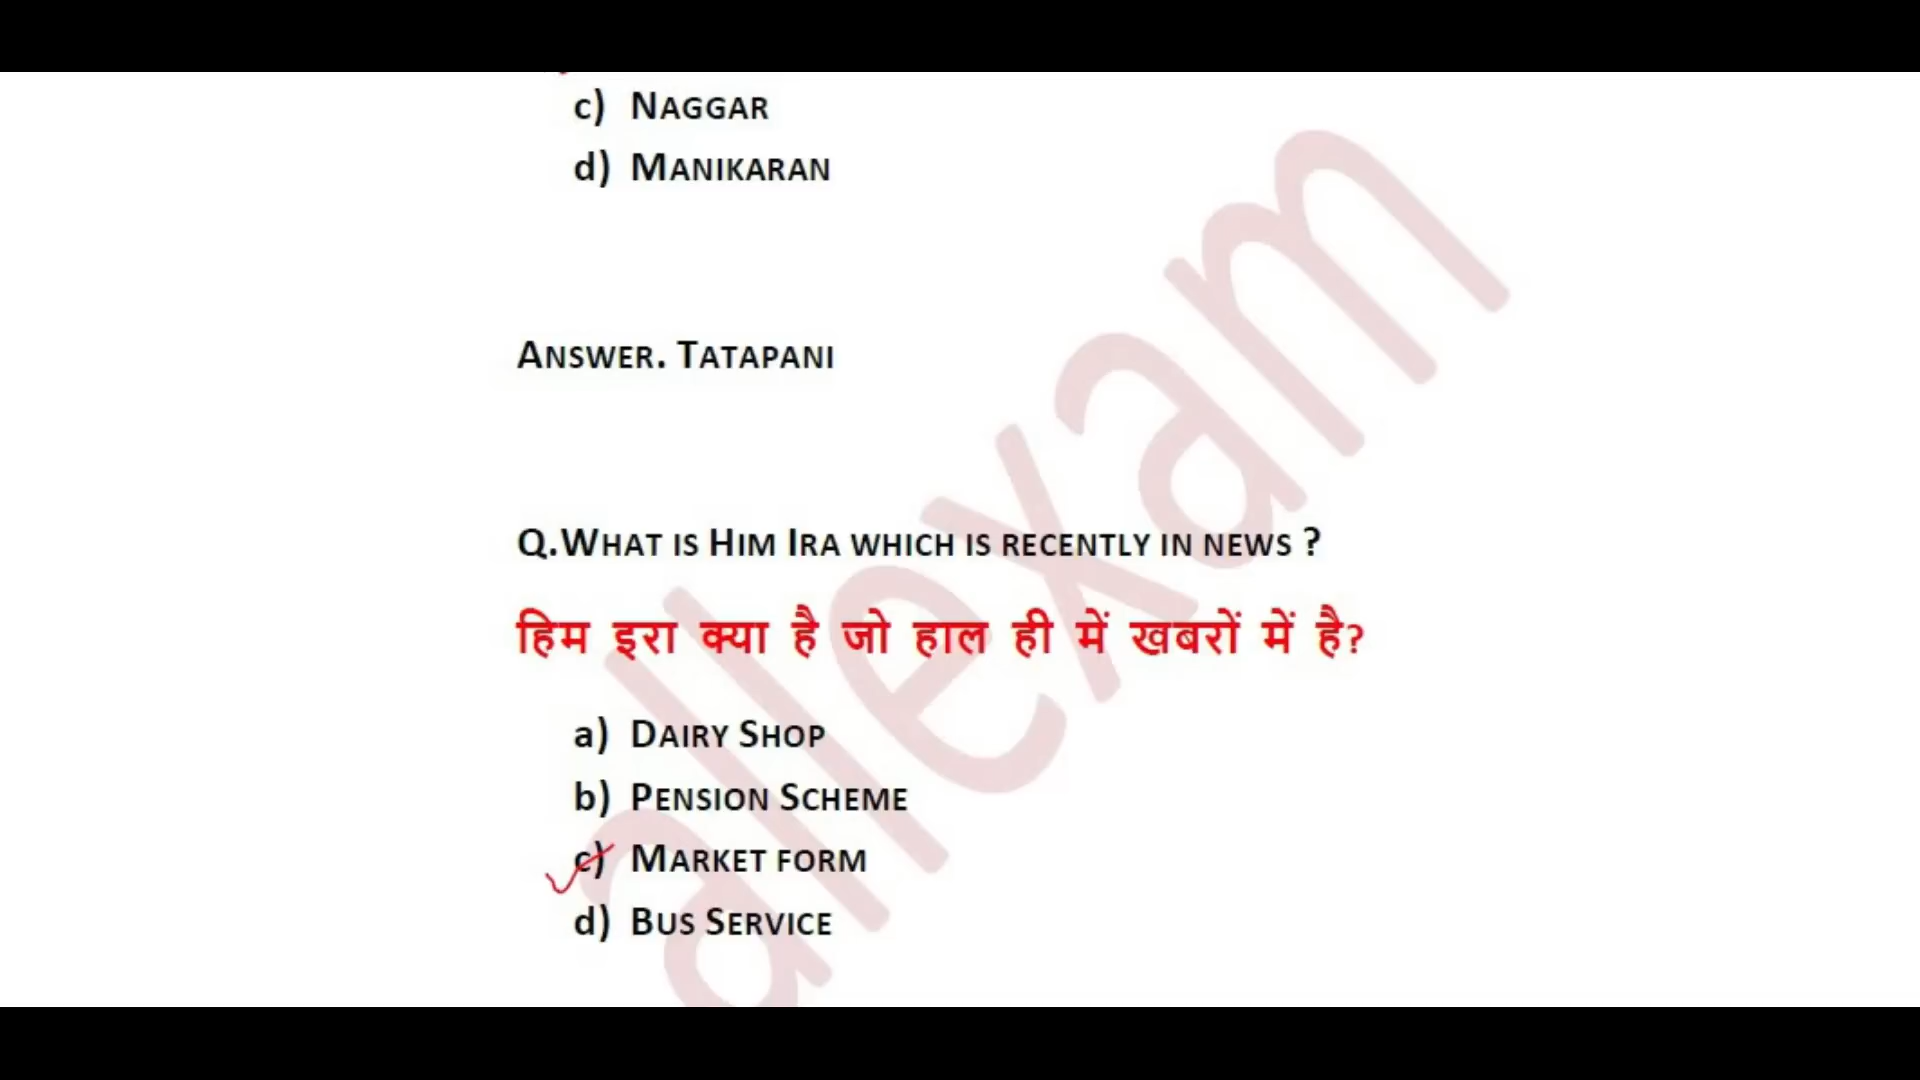 c) NAGGAR
d) MANIKARAN
ANSWER. TATAPANI
Q.WHAT IS HIM IRA WHICH IS RECENTLY IN NEWS ?
हिम इरा क्या है जो हाल ही में खबरों में है?
a) DAIRY SHOP
b) PENSION SCHEME
c) MARKET FORM
d) BUS SERVICE
allexam